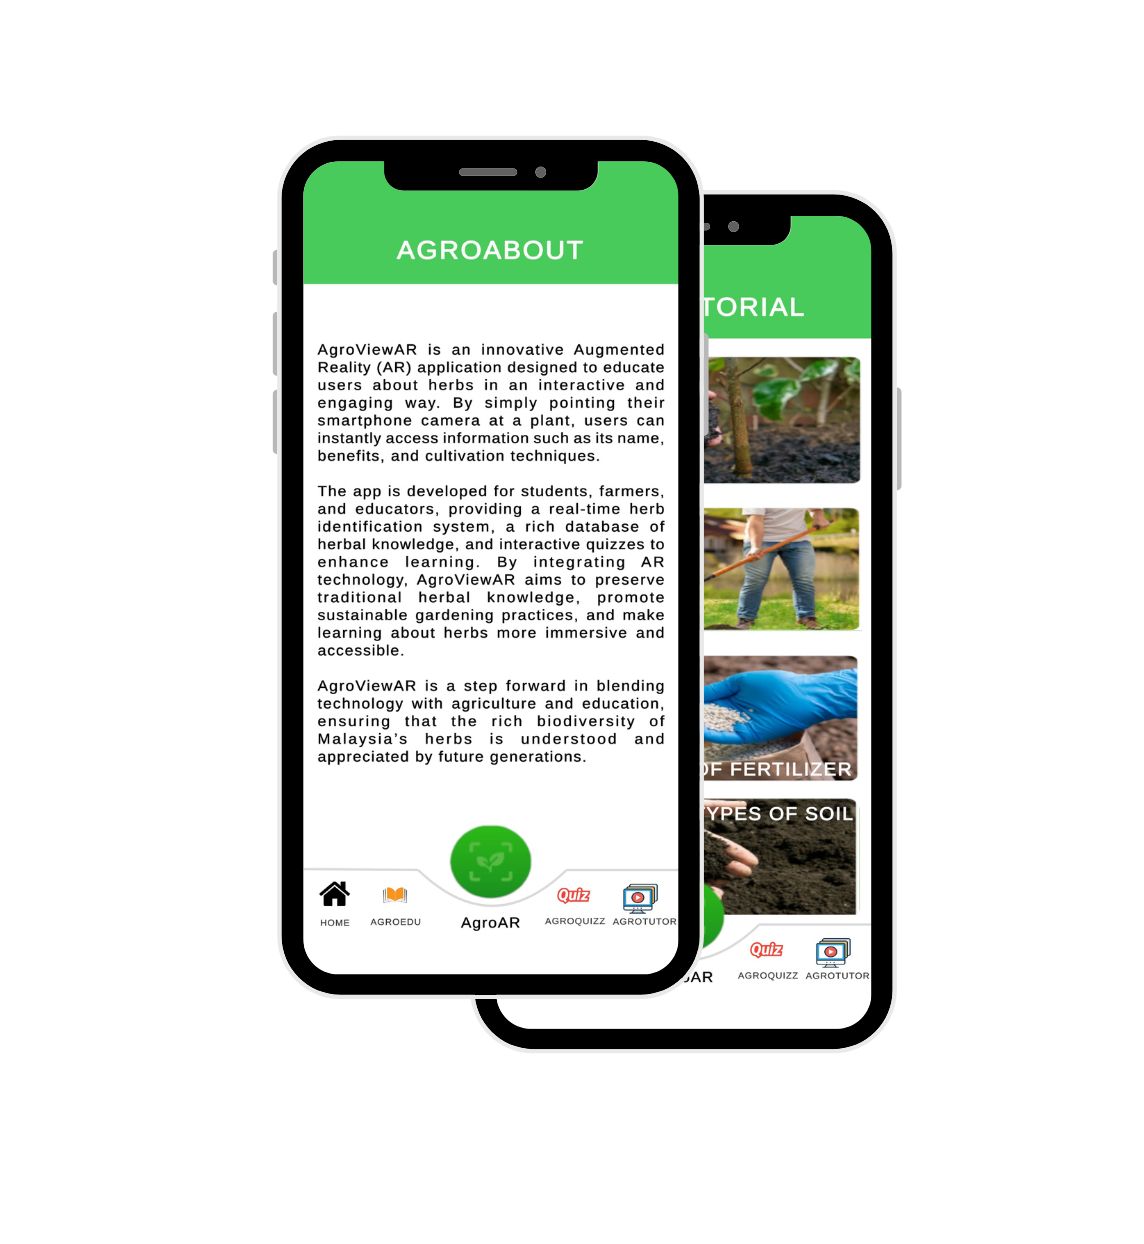 AGROABOUT
AgroViewAR is an innovative Augmented
Reality (AR) application designed to educate
users about herbs in an interactive and
engaging way. By simply pointing their
smartphone camera at a plant, users can
instantly access information such as its name,
benefits, and cultivation techniques.
The app is developed for students, farmers,
and educators, providing a real-time herb
identification system, a rich database of
herbal knowledge, and interactive quizzes to
enhance learning. By integrating AR
technology, AgroViewAR aims to preserve
traditional herbal knowledge, promote
sustainable gardening practices, and make
learning about herbs more immersive and
accessible.
AgroViewAR is a step forward in blending
technology with agriculture and education,
ensuring that the rich biodiversity of
Malaysia's herbs is understood and
appreciated by future generations.
HOME
AGROEDU
AgroAR
Quiz
AGROQUIZZ
AGROTUTOR
TORIAL
OF FERTILIZER
YPES OF SOIL
AR
Quiz
AGROQUIZZ
AGROTUTOR